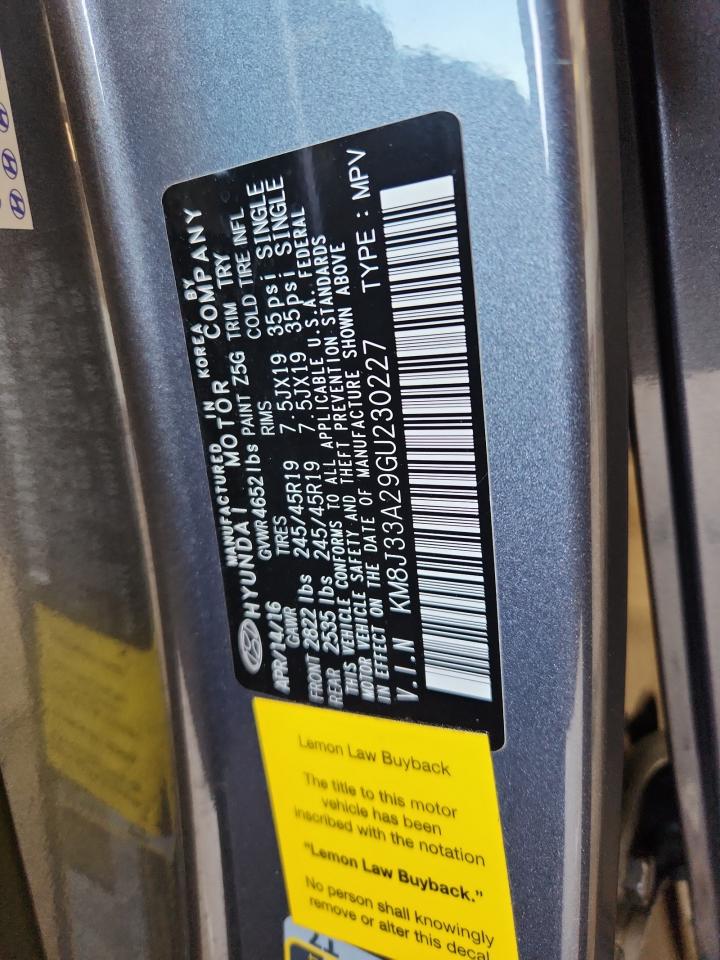 MANUFACTURED IN KOREA BY
HYUNDAI MOTOR COMPANY
APR/14/16 GVWR 4652 lbs PAINT Z5G TRIM TRY
GAWR TIRES RIMS COLD TIRE INFL
FRONT 2822 lbs 245/45R19 7.5JX19 35psi SINGLE
REAR 2535 lbs 245/45R19 7.5JX19 35psi SINGLE
THIS VEHICLE CONFORMS TO ALL APPLICABLE U.S.A. FEDERAL
MOTOR VEHICLE SAFETY AND THEFT PREVENTION STANDARDS
IN EFFECT ON THE DATE OF MANUFACTURE SHOWN ABOVE
V.I.N KM8J33A29GU230227 TYPE : MPV
Lemon Law Buyback
The title to this motor
vehicle has been
inscribed with the notation
"Lemon Law Buyback."
No person shall knowingly
remove or alter this decal